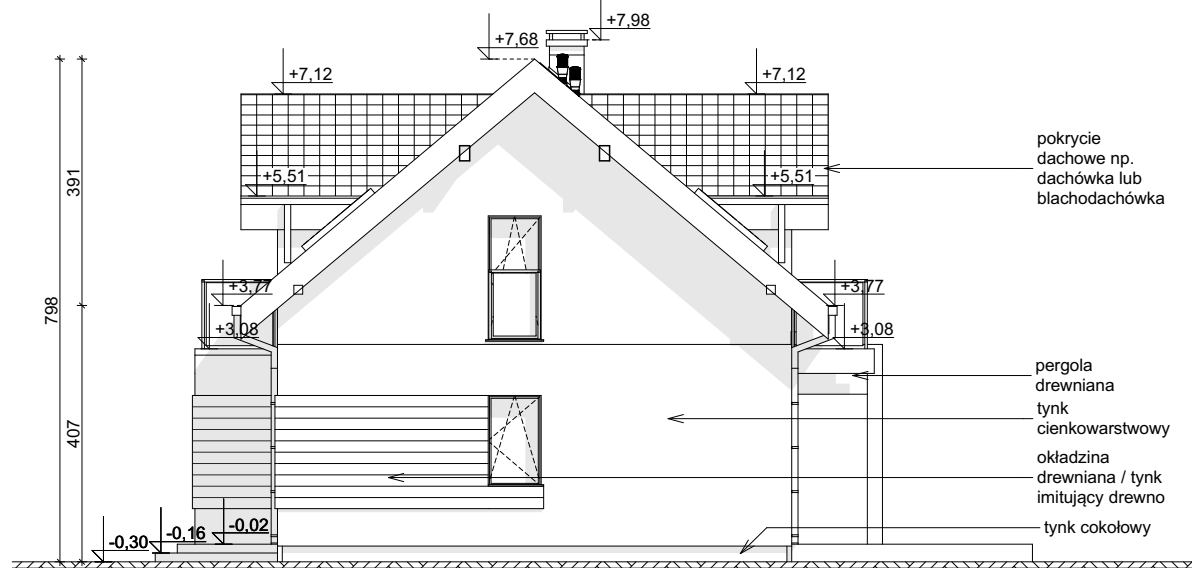 +7,98
+7,68
+7,12
+7,12
pokrycie
dachowe np.
dachówka lub
blachodachówka
+5,51
+5,51
391
+3,77
+3,77
798
+3,08
+3,08
pergola
drewniana
tynk
cienkowarstwowy
407
okładzina
drewniana / tynk
imitujący drewno
tynk cokołowy
-0,02
-0,16
-0,30